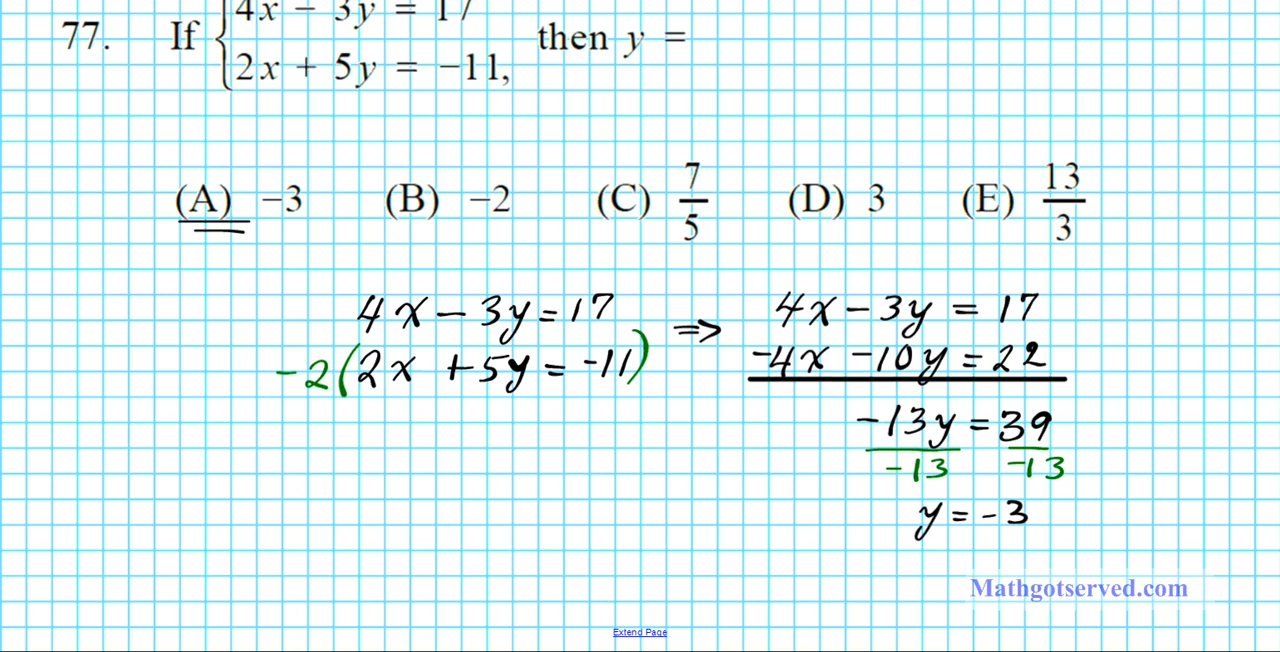 4x − 3y = 17
77. If { then y =
2x + 5y = −11,
(A) −3 (B) −2 (C) 7/5 (D) 3 (E) 13/3
4x − 3y = 17 ⇒ 4x − 3y = 17
−2(2x + 5y = −11) −4x − 10y = 22
−13y = 39
−13 −13
y = −3
Mathgotserved.com
Extend Page